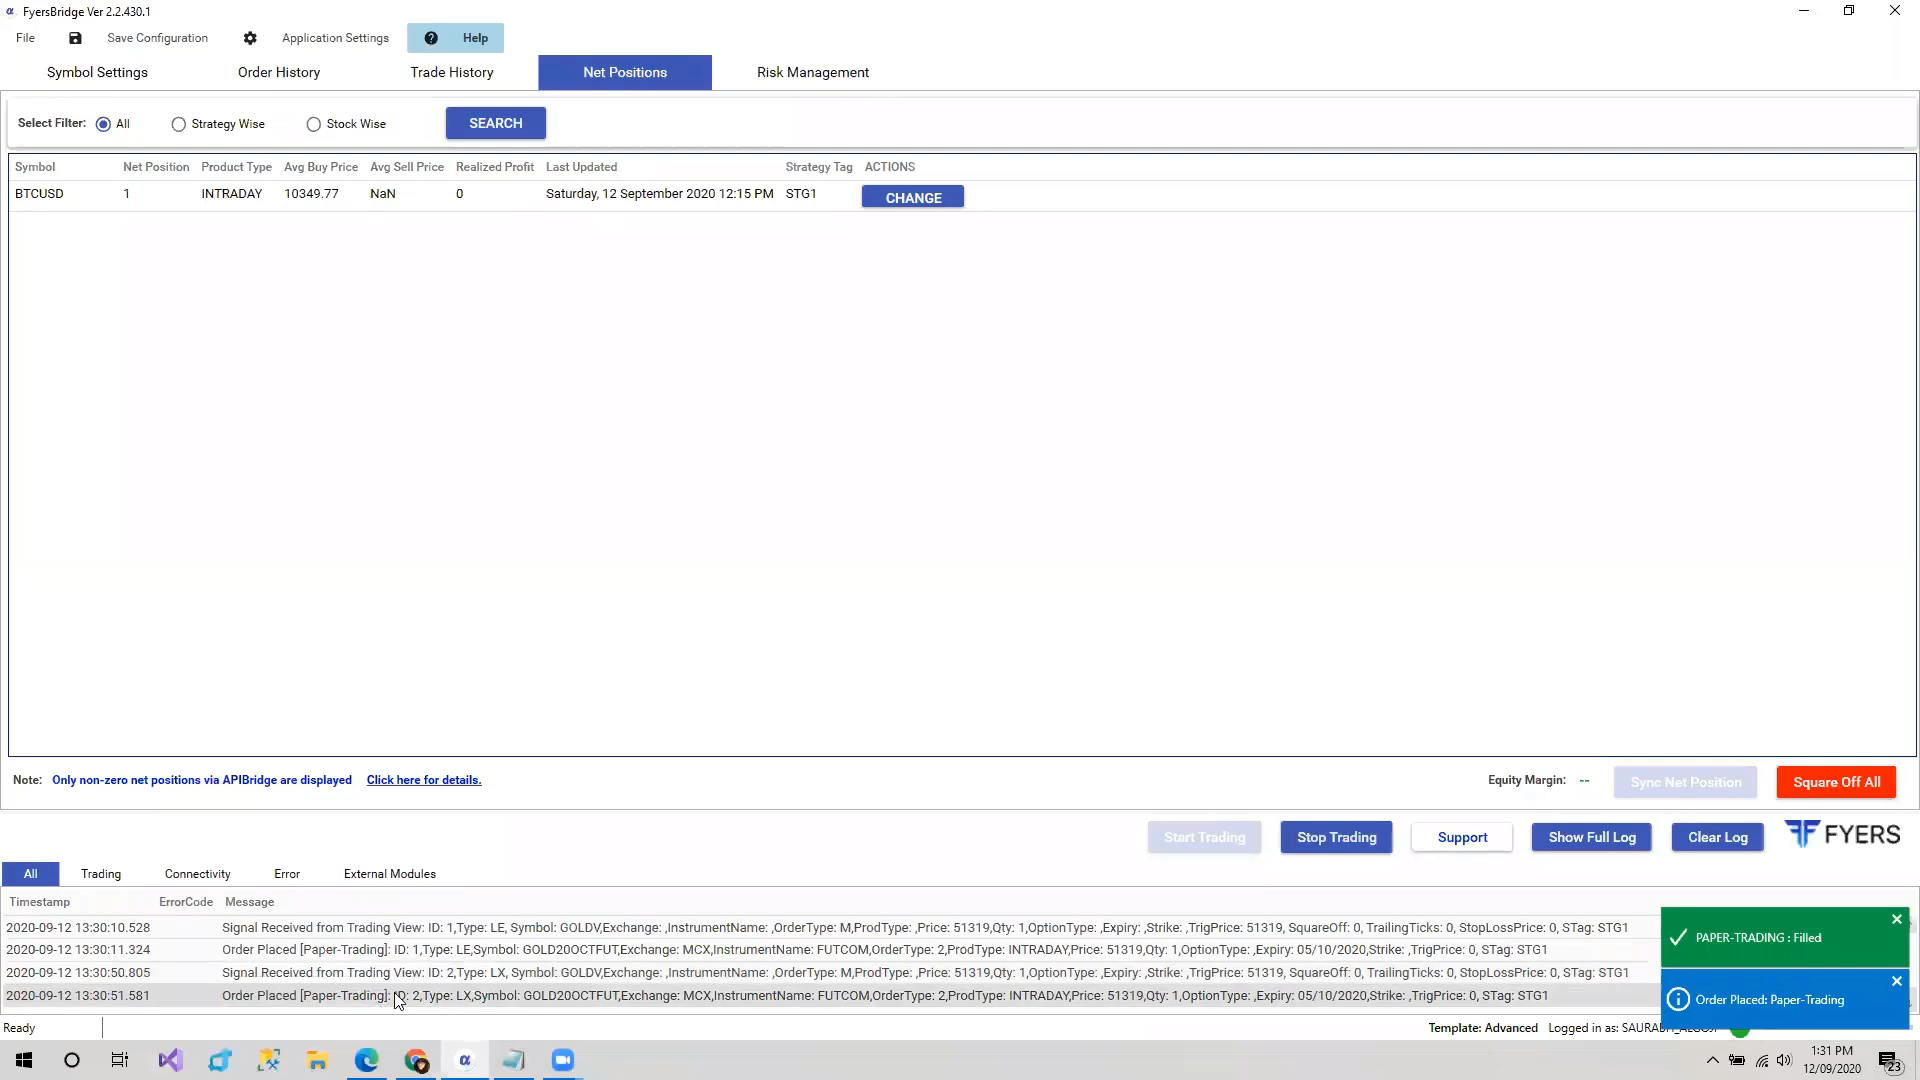 FyersBridge Ver 2.2.430.1
File Save Configuration Application Settings Help
Symbol Settings Order History Trade History Net Positions Risk Management
Select Filter: All Strategy Wise Stock Wise SEARCH
Symbol Net Position Product Type Avg Buy Price Avg Sell Price Realized Profit Last Updated Strategy Tag ACTIONS
BTCUSD 1 INTRADAY 10349.77 NaN 0 Saturday, 12 September 2020 12:15 PM STG1 CHANGE
Note: Only non-zero net positions via APIBridge are displayed Click here for details. Equity Margin: -- Sync Net Position Square Off All
Start Trading Stop Trading Support Show Full Log Clear Log FYERS
All Trading Connectivity Error External Modules
Timestamp ErrorCode Message
2020-09-12 13:30:10.528 Signal Received from Trading View: ID: 1,Type: LE, Symbol: GOLDV,Exchange: ,InstrumentName: ,OrderType: M,ProdType: ,Price: 51319,Qty: 1,OptionType: ,Expiry: ,Strike: ,TrigPrice: 51319, SquareOff: 0, TrailingTicks: 0, StopLossPrice: 0, STag: STG1
2020-09-12 13:30:11.324 Order Placed [Paper-Trading]: ID: 1,Type: LE,Symbol: GOLD20OCTFUT,Exchange: MCX,InstrumentName: FUTCOM,OrderType: 2,ProdType: INTRADAY,Price: 51319,Qty: 1,OptionType: ,Expiry: 05/10/2020,Strike: ,TrigPrice: 0, STag: STG1
2020-09-12 13:30:50.805 Signal Received from Trading View: ID: 2,Type: LX, Symbol: GOLDV,Exchange: ,InstrumentName: ,OrderType: M,ProdType: ,Price: 51319,Qty: 1,OptionType: ,Expiry: ,Strike: ,TrigPrice: 51319, SquareOff: 0, TrailingTicks: 0, StopLossPrice: 0, STag: STG1
2020-09-12 13:30:51.581 Order Placed [Paper-Trading]: ID: 2,Type: LX,Symbol: GOLD20OCTFUT,Exchange: MCX,InstrumentName: FUTCOM,OrderType: 2,ProdType: INTRADAY,Price: 51319,Qty: 1,OptionType: ,Expiry: 05/10/2020,Strike: ,TrigPrice: 0, STag: STG1
PAPER-TRADING : Filled
Order Placed: Paper-Trading
Ready Template: Advanced Logged in as:
1:31 PM
12/09/2020
23